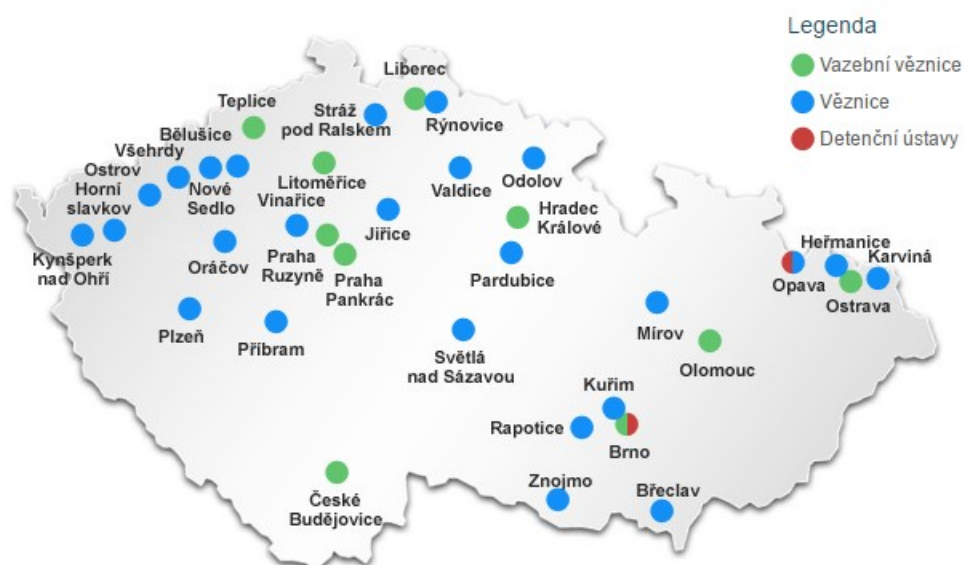 Legenda
Vazební věznice
Věznice
Detenční ústavy
Liberec
Teplice
Stráž
pod Ralskem
Rýnovice
Bělušice
Všehrdy
Ostrov
Horní
slavkov
Nové
Sedlo
Litoměřice
Vinařice
Valdice
Odolov
Hradec
Králové
Jiřice
Kynšperk
nad Ohří
Oráčov
Praha
Ruzyně
Praha
Pankrác
Pardubice
Heřmanice
Karviná
Opava
Ostrava
Plzeň
Příbram
Světlá
nad Sázavou
Mírov
Olomouc
Kuřim
Rapotice
Brno
Znojmo
Břeclav
České
Budějovice